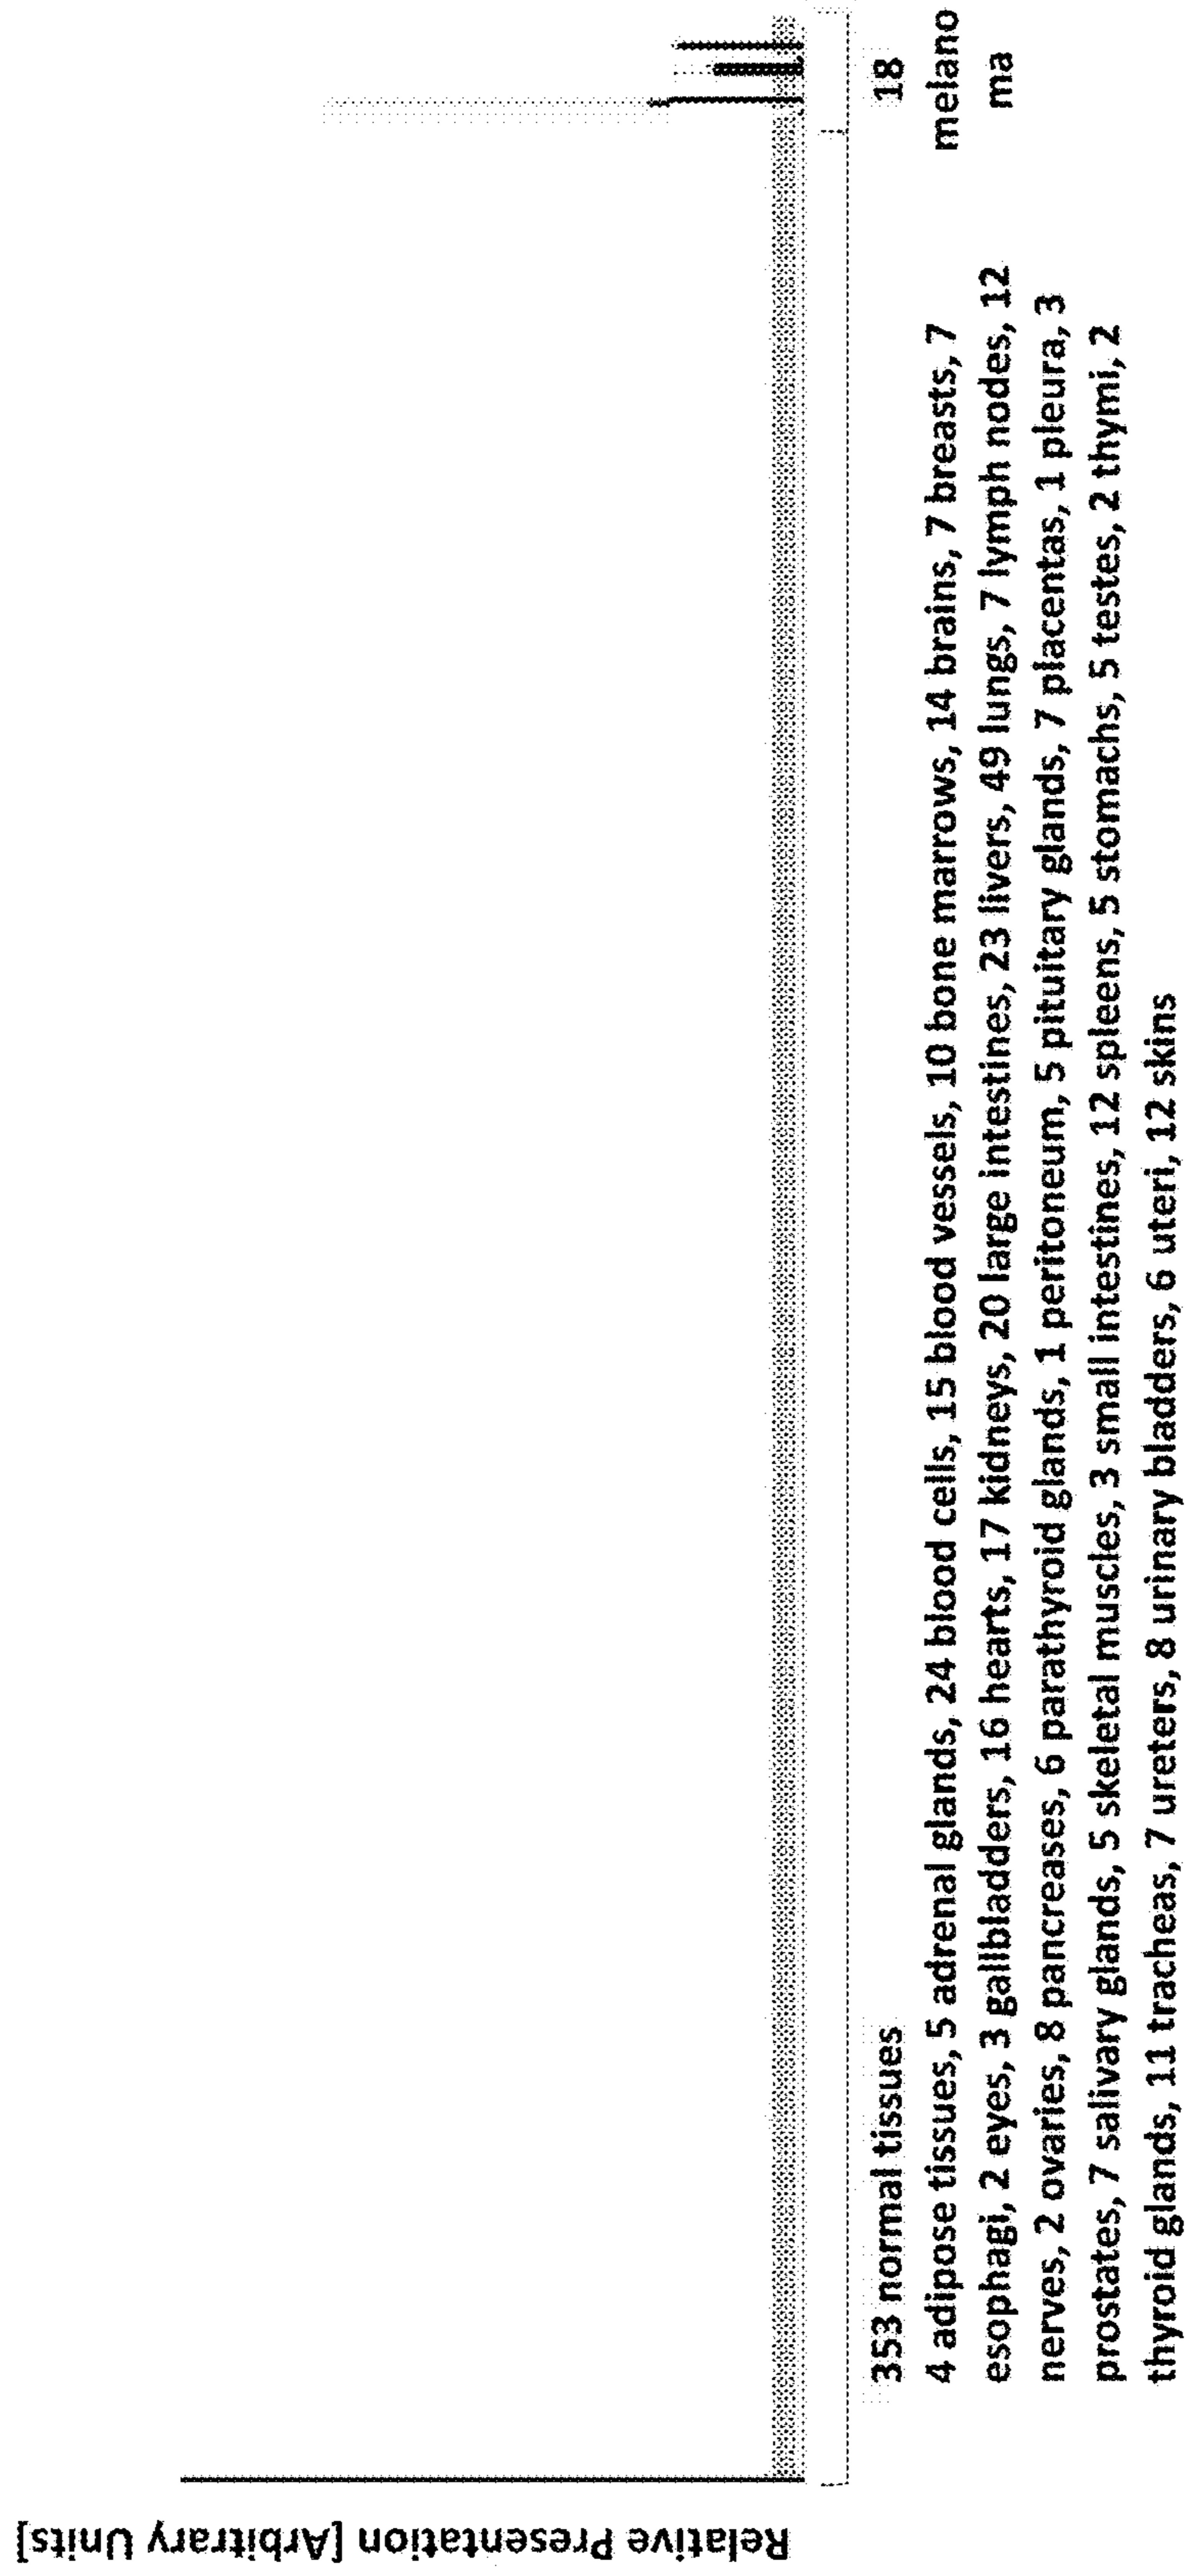 Relative Presentation [Arbitrary Units]
353 normal tissues
4 adipose tissues, 5 adrenal glands, 24 blood cells, 15 blood vessels, 10 bone marrows, 14 brains, 7 breasts, 7
esophagi, 2 eyes, 3 gallbladders, 16 hearts, 17 kidneys, 20 large intestines, 23 livers, 49 lungs, 7 lymph nodes, 12
nerves, 2 ovaries, 8 pancreases, 6 parathyroid glands, 1 peritoneum, 5 pituitary glands, 7 placentas, 1 pleura, 3
prostates, 7 salivary glands, 5 skeletal muscles, 3 small intestines, 12 spleens, 5 stomachs, 5 testes, 2 thymi, 2
thyroid glands, 11 tracheas, 7 ureters, 8 urinary bladders, 6 uteri, 12 skins
18
melano
ma